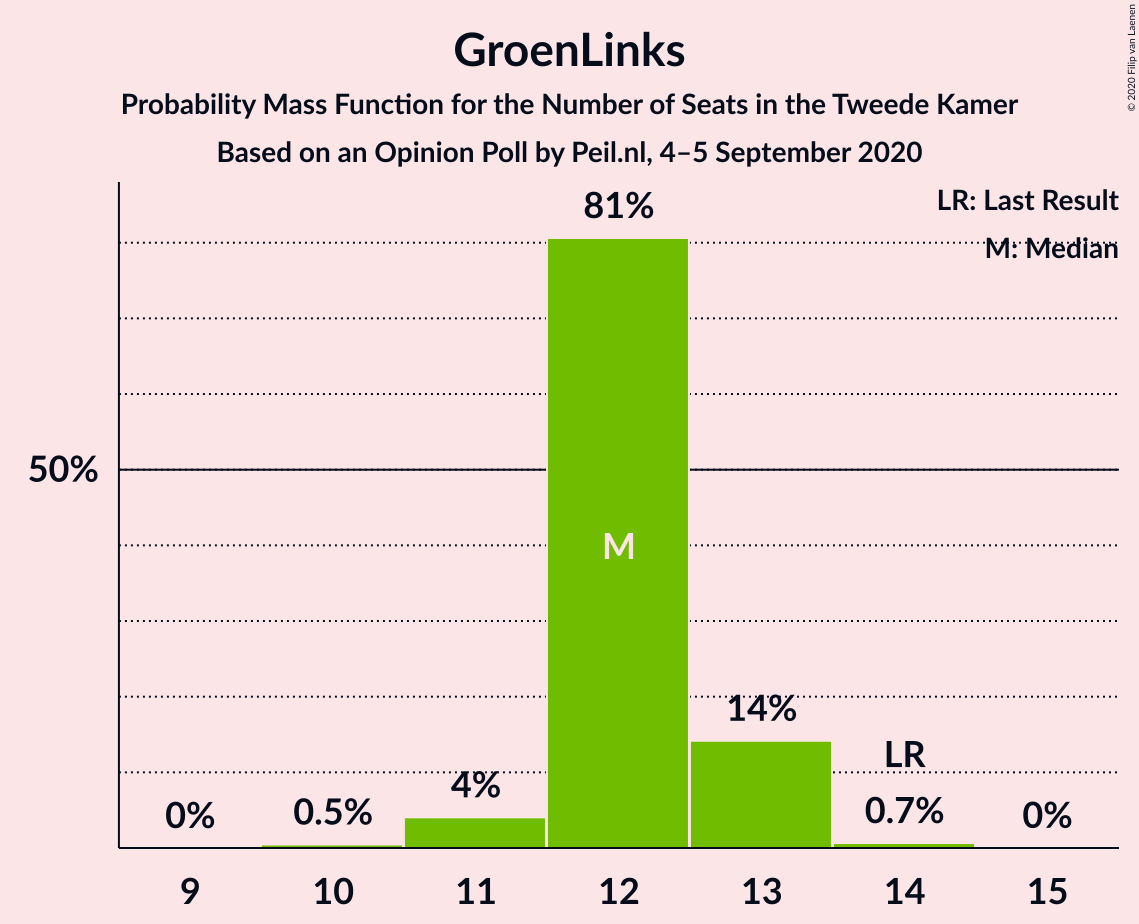 GroenLinks
Probability Mass Function for the Number of Seats in the Tweede Kamer
Based on an Opinion Poll by Peil.nl, 4–5 September 2020
© 2020 Filip van Laenen
LR: Last Result
M: Median
50%
0%
0.5%
4%
81%
M
14%
LR
0.7%
0%
9 10 11 12 13 14 15